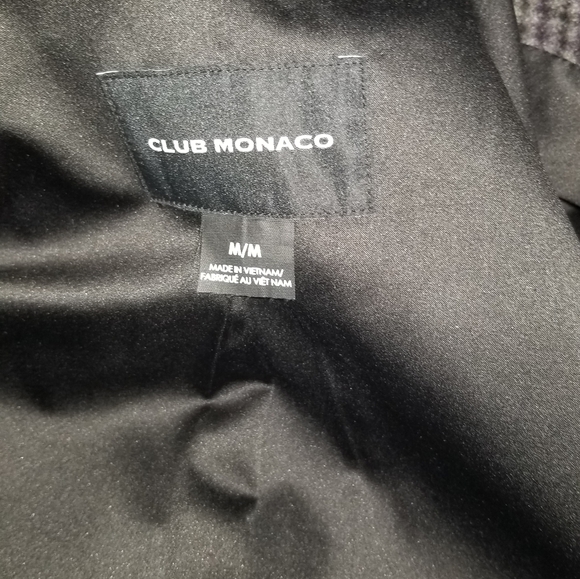 CLUB MONACO
M/M
MADE IN VIETNAM/
FABRIQUÉ AU VIÊT NAM